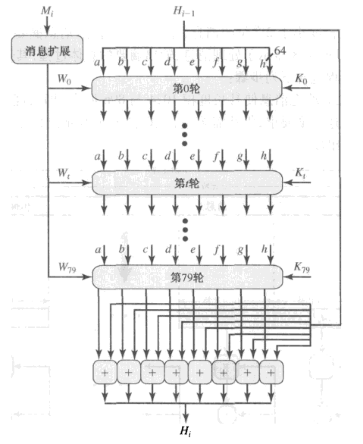 M_i
H_{i-1}
消息扩展
64
a b c d e f g h
W_0 第0轮 K_0
a b c d e f g h
W_t 第t轮 K_t
a b c d e f g h
W_79 第79轮 K_79
+ + + + + + + +
H_i